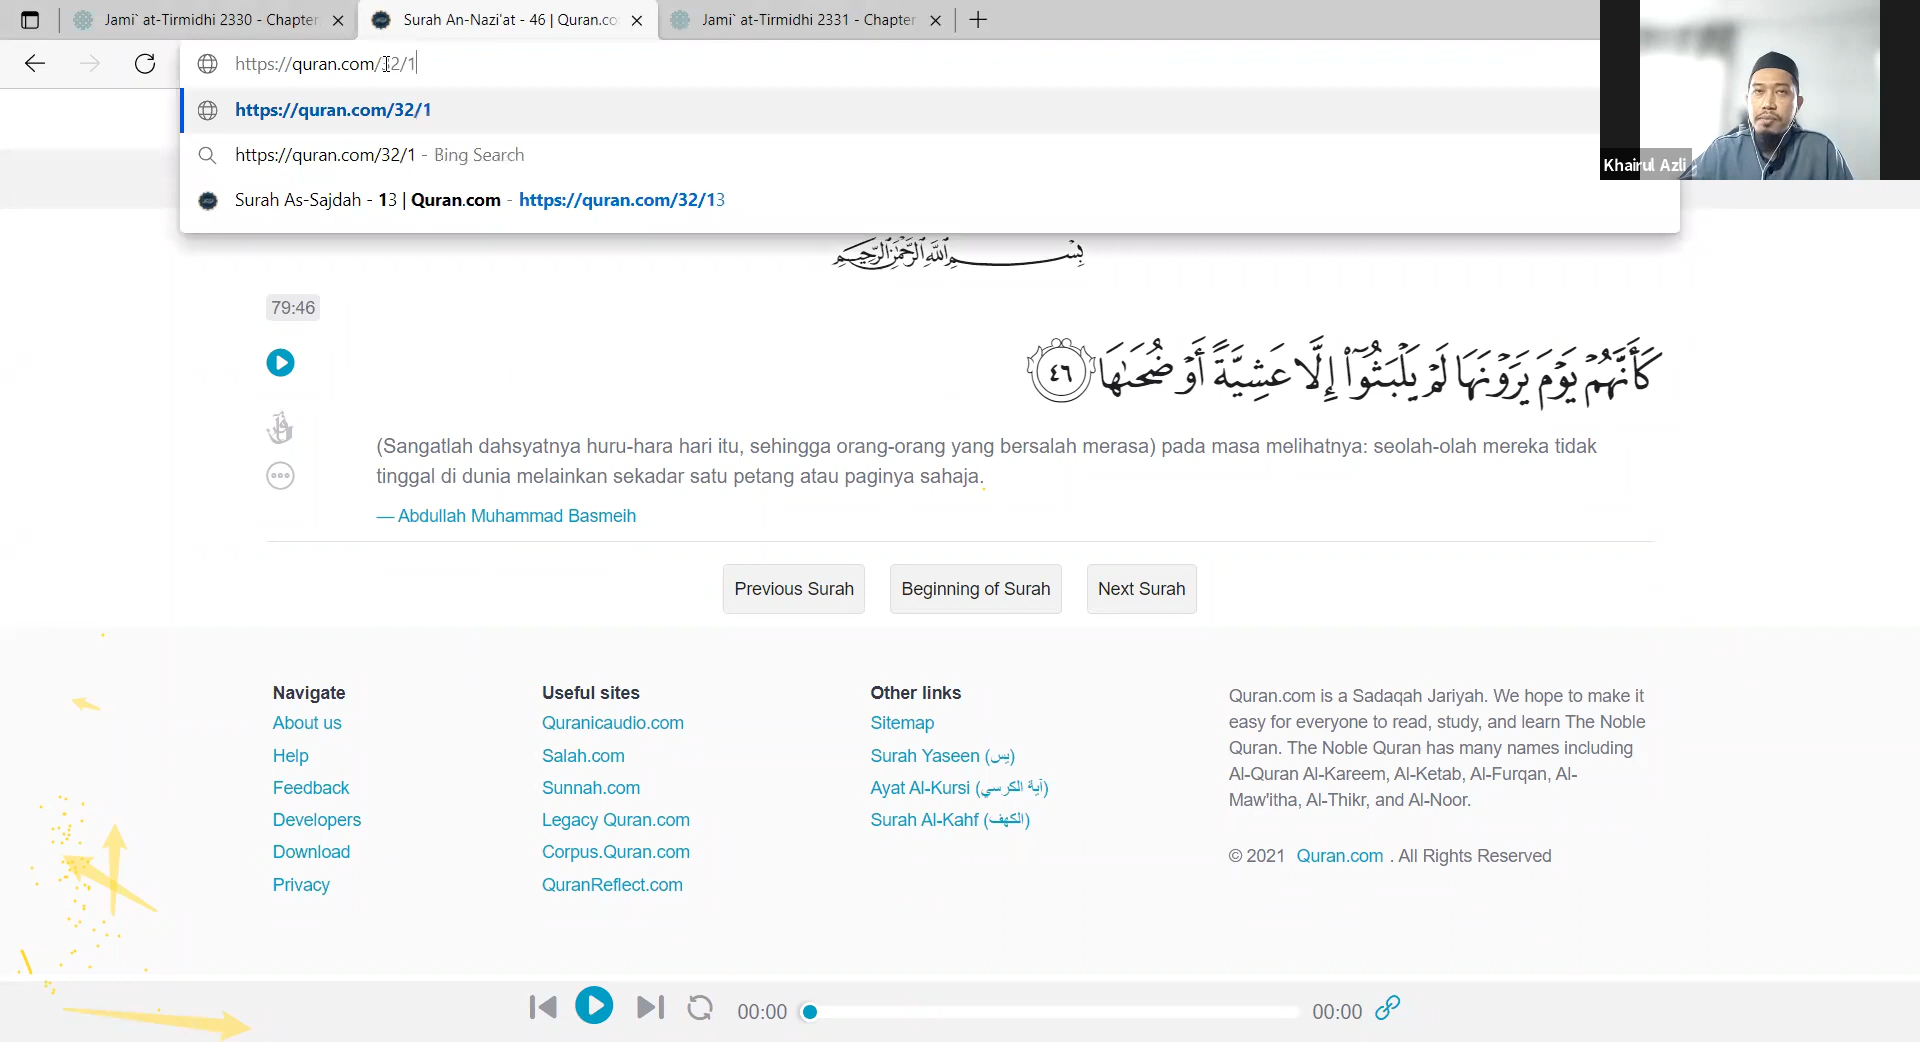 Jami` at-Tirmidhi 2330 - Chapter
Surah An-Nazi'at - 46 | Quran.co
Jami` at-Tirmidhi 2331 - Chapter
https://quran.com/32/1
https://quran.com/32/1
https://quran.com/32/1 - Bing Search
Surah As-Sajdah - 13 | Quran.com - https://quran.com/32/13
Khairul Azli
بِسْمِ ٱللَّهِ ٱلرَّحْمَٰنِ ٱلرَّحِيمِ
79:46
كَأَنَّهُمْ يَوْمَ يَرَوْنَهَا لَمْ يَلْبَثُوٓا۟ إِلَّا عَشِيَّةً أَوْ ضُحَىٰهَا ٤٦
(Sangatlah dahsyatnya huru-hara hari itu, sehingga orang-orang yang bersalah merasa) pada masa melihatnya: seolah-olah mereka tidak
tinggal di dunia melainkan sekadar satu petang atau paginya sahaja.
— Abdullah Muhammad Basmeih
Previous Surah
Beginning of Surah
Next Surah
Navigate
About us
Help
Feedback
Developers
Download
Privacy
Useful sites
Quranicaudio.com
Salah.com
Sunnah.com
Legacy Quran.com
Corpus.Quran.com
QuranReflect.com
Other links
Sitemap
Surah Yaseen (يس)
Ayat Al-Kursi (آية الكرسي)
Surah Al-Kahf (الكهف)
Quran.com is a Sadaqah Jariyah. We hope to make it
easy for everyone to read, study, and learn The Noble
Quran. The Noble Quran has many names including
Al-Quran Al-Kareem, Al-Ketab, Al-Furqan, Al-
Maw'itha, Al-Thikr, and Al-Noor.
© 2021 Quran.com . All Rights Reserved
00:00
00:00